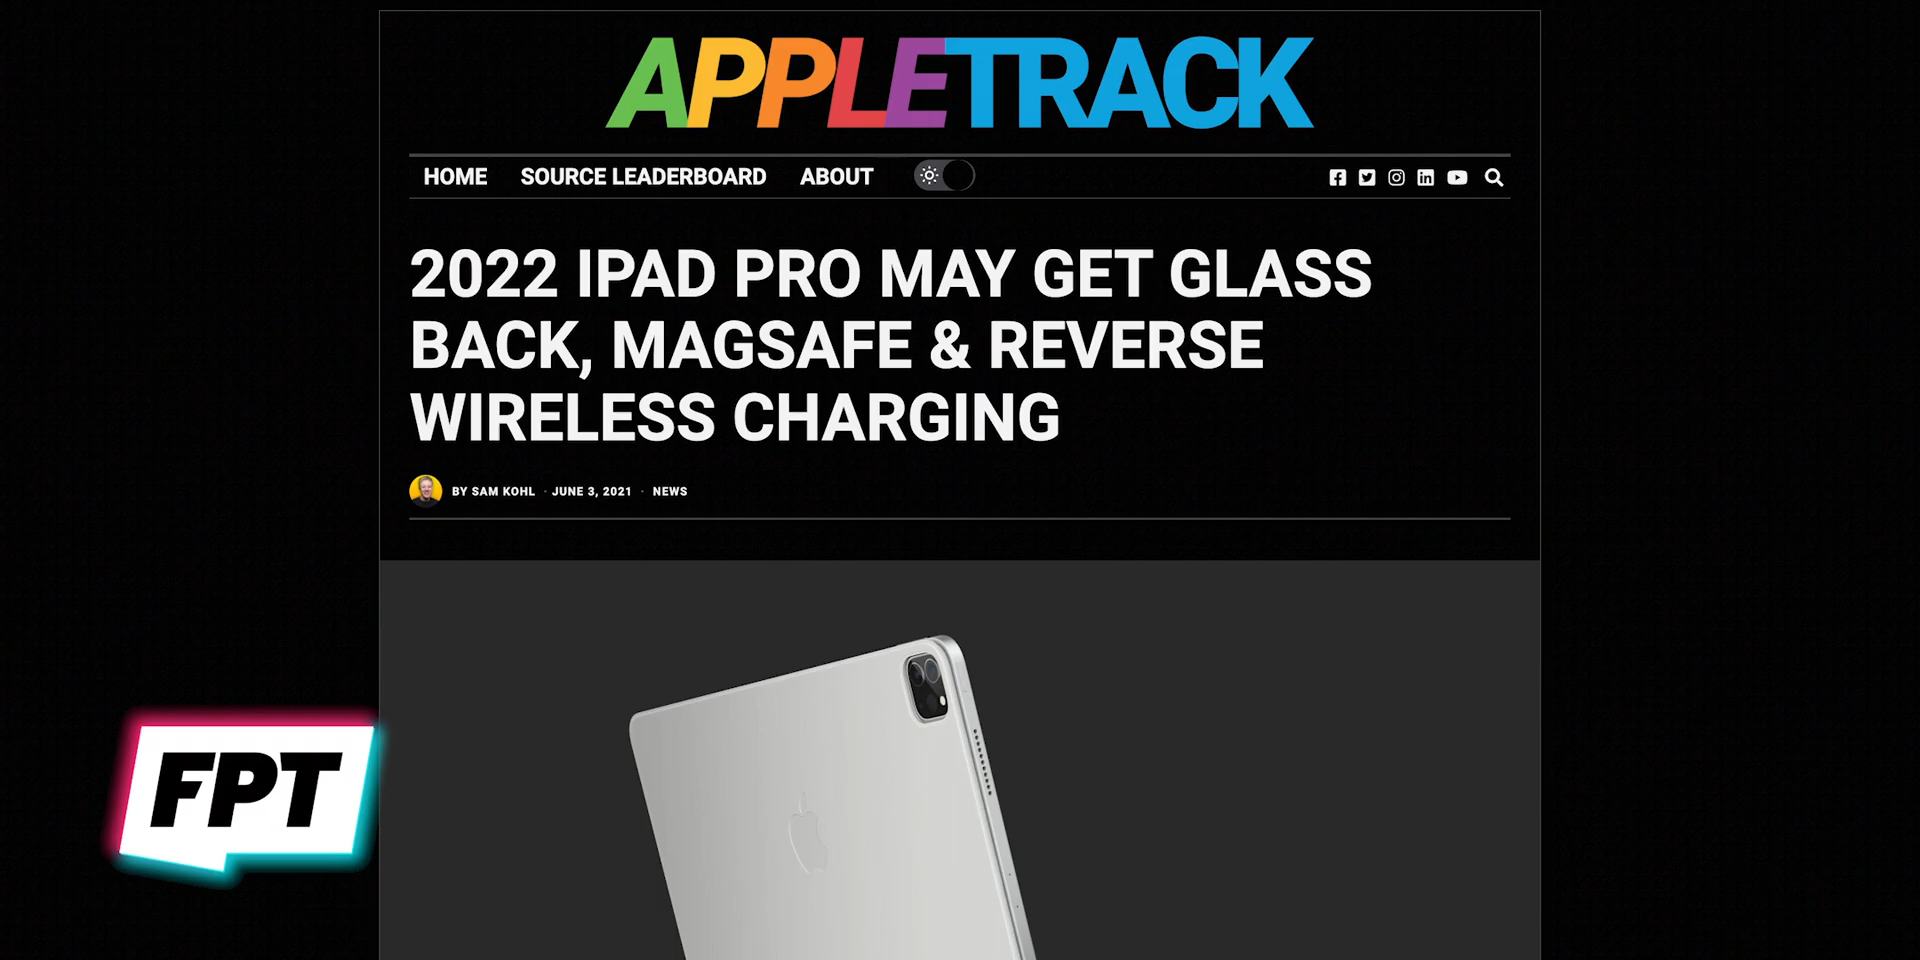 APPLETRACK
HOME SOURCE LEADERBOARD ABOUT
2022 IPAD PRO MAY GET GLASS
BACK, MAGSAFE & REVERSE
WIRELESS CHARGING
BY SAM KOHL · JUNE 3, 2021 · NEWS
FPT